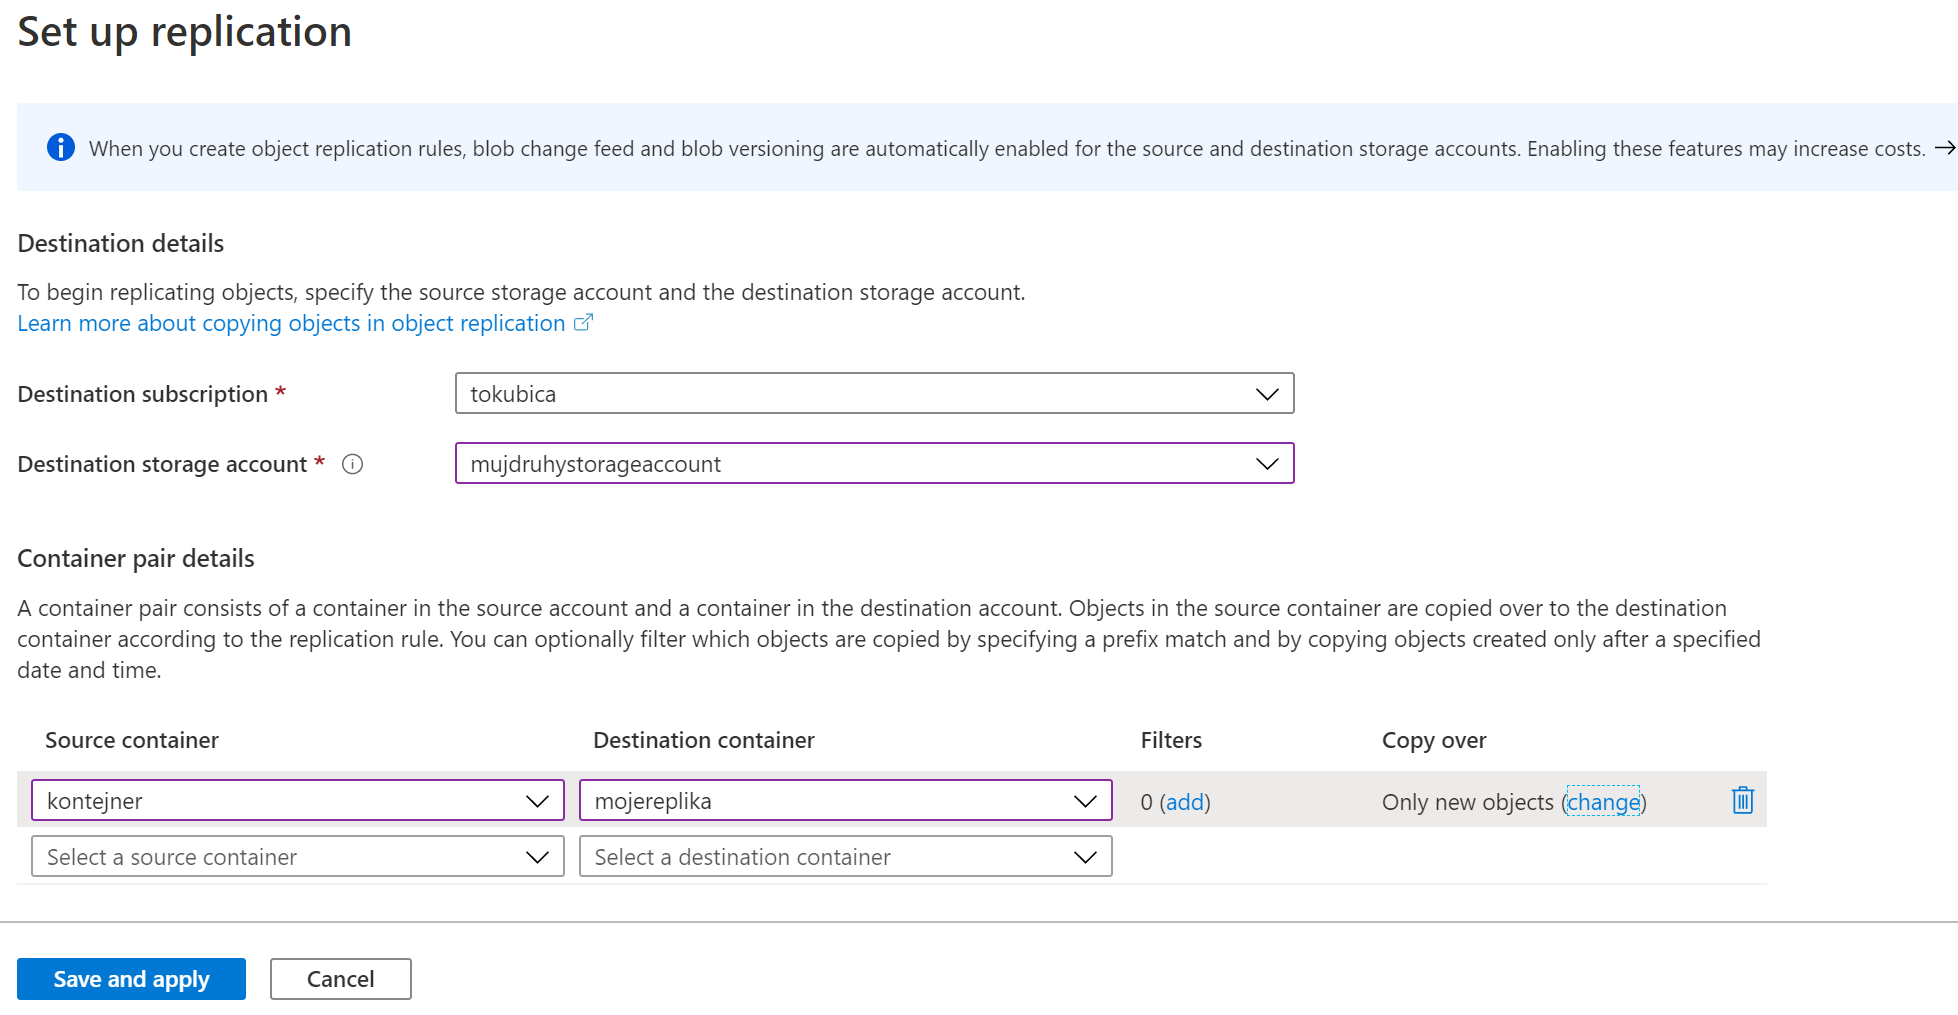 Set up replication
When you create object replication rules, blob change feed and blob versioning are automatically enabled for the source and destination storage accounts. Enabling these features may increase costs. →
Destination details
To begin replicating objects, specify the source storage account and the destination storage account.
Learn more about copying objects in object replication
Destination subscription * tokubica
Destination storage account * mujdruhystorageaccount
Container pair details
A container pair consists of a container in the source account and a container in the destination account. Objects in the source container are copied over to the destination
container according to the replication rule. You can optionally filter which objects are copied by specifying a prefix match and by copying objects created only after a specified
date and time.
Source container Destination container Filters Copy over
kontejner mojereplika 0 (add) Only new objects (change)
Select a source container Select a destination container
Save and apply Cancel